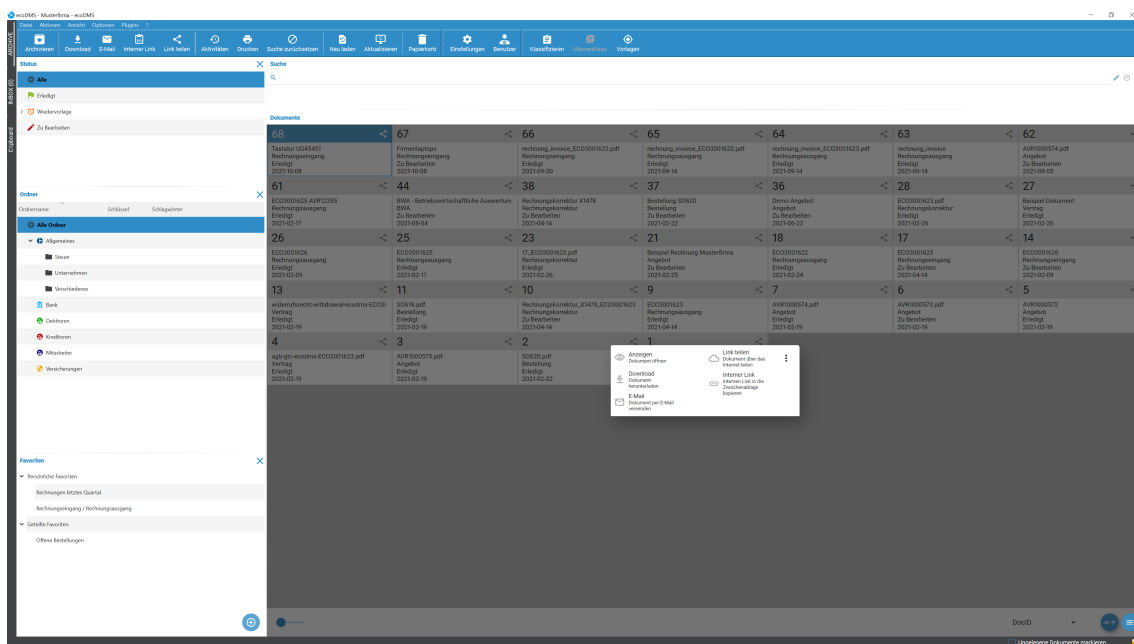 ecoDMS - Musterfirma - ecoDMS
Datei Aktionen Ansicht Optionen Plugins ?
Archivieren Download E-Mail Interner Link Link teilen Aktivitäten Drucken Suche zurücksetzen Neu laden Aktualisieren Papierkorb Einstellungen Benutzer Klassifizieren Massenklass. Vorlagen
ARCHIVE
INBOX (0)
Clipboard
Status
Alle
Erledigt
Wiedervorlage
Zu Bearbeiten
Ordner
Ordnername Schlüssel Schlagwörter
Alle Ordner
Allgemeines
Steuer
Unternehmen
Verschiedenes
Bank
Debitoren
Kreditoren
Mitarbeiter
Versicherungen
Favoriten
Persönliche Favoriten
Rechnungen letztes Quartal
Rechnungseingang / Rechnungsausgang
Geteilte Favoriten
Offene Bestellungen
Suche
Dokumente
68
Tastatur UG45451
Rechnungseingang
Erledigt
2021-10-08
67
Firmenlaptops
Rechnungseingang
Zu Bearbeiten
2021-10-08
66
rechnung_invoice_ECO3001623.pdf
Rechnungseingang
Erledigt
2021-09-30
65
rechnung_invoice_ECO3001623.pdf
Rechnungsausgang
Erledigt
2021-09-14
64
rechnung_invoice_ECO3001623.pdf
Rechnungsausgang
Erledigt
2021-09-14
63
rechnung_invoice
Rechnungsausgang
Erledigt
2021-09-14
62
AVR1000574.pdf
Angebot
Zu Bearbeiten
2021-08-05
61
ECO3001625 AVR12335
Rechnungsausgang
Erledigt
2021-02-17
44
BWA - Betriebswirtschaftliche Auswertung
BWA
Zu Bearbeiten
2021-08-04
38
Rechnungskorrektur X1478
Rechnungskorrektur
Zu Bearbeiten
2021-04-14
37
Bestellung SO620
Bestellung
Zu Bearbeiten
2021-02-22
36
Demo Angebot
Angebot
Zu Bearbeiten
2021-06-22
28
ECO3001623.pdf
Rechnungskorrektur
Erledigt
2021-02-26
27
Beispiel Dokument
Vertrag
Erledigt
2021-02-26
26
ECO3001626
Rechnungsausgang
Erledigt
2021-02-09
25
ECO3001625
Rechnungsausgang
Erledigt
2021-02-17
23
17_ECO3001623.pdf
Rechnungskorrektur
Erledigt
2021-02-26
21
Beispiel Rechnung Musterfirma
Angebot
Zu Bearbeiten
2021-02-25
18
ECO3001622
Rechnungsausgang
Erledigt
2021-02-24
17
ECO3001623
Rechnungseingang
Zu Bearbeiten
2021-04-14
14
ECO3001626
Rechnungseingang
Zu Bearbeiten
2021-02-09
13
widerrufsrecht-withdrawal-ecodms-ECO3
Vertrag
Erledigt
2021-02-19
11
SO618.pdf
Bestellung
Erledigt
2021-02-19
10
Rechnungskorrektur_X1478_ECO3001623
Rechnungskorrektur
Zu Bearbeiten
2021-04-14
9
ECO3001623
Rechnungsausgang
Erledigt
2021-04-14
7
AVR1000574.pdf
Angebot
Erledigt
2021-02-19
6
AVR1000573.pdf
Angebot
Zu Bearbeiten
2021-02-19
5
AVR1000572
Angebot
Erledigt
2021-02-19
4
agb-gtc-ecodms-ECO3001623.pdf
Vertrag
Erledigt
2021-02-19
3
AVR1000575.pdf
Angebot
Erledigt
2021-02-19
2
SO620.pdf
Bestellung
Erledigt
2021-02-22
1
Anzeigen
Dokument öffnen
Download
Dokument
herunterladen
E-Mail
Dokument per E-Mail
versenden
Link teilen
Dokument über das
Internet teilen
Interner Link
Internen Link in die
Zwischenablage
kopieren
DocID
Ungelesene Dokumente markieren